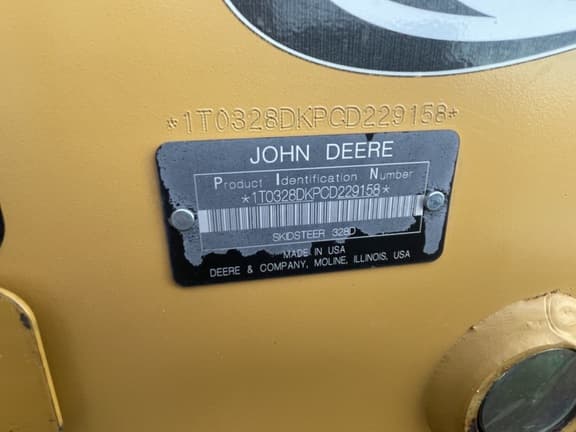 *1T0328DKPCD229158*
JOHN DEERE
Product Identification Number
*1T0328DKPCD229158*
SKIDSTEER 328D
MADE IN USA
DEERE & COMPANY, MOLINE, ILLINOIS, USA